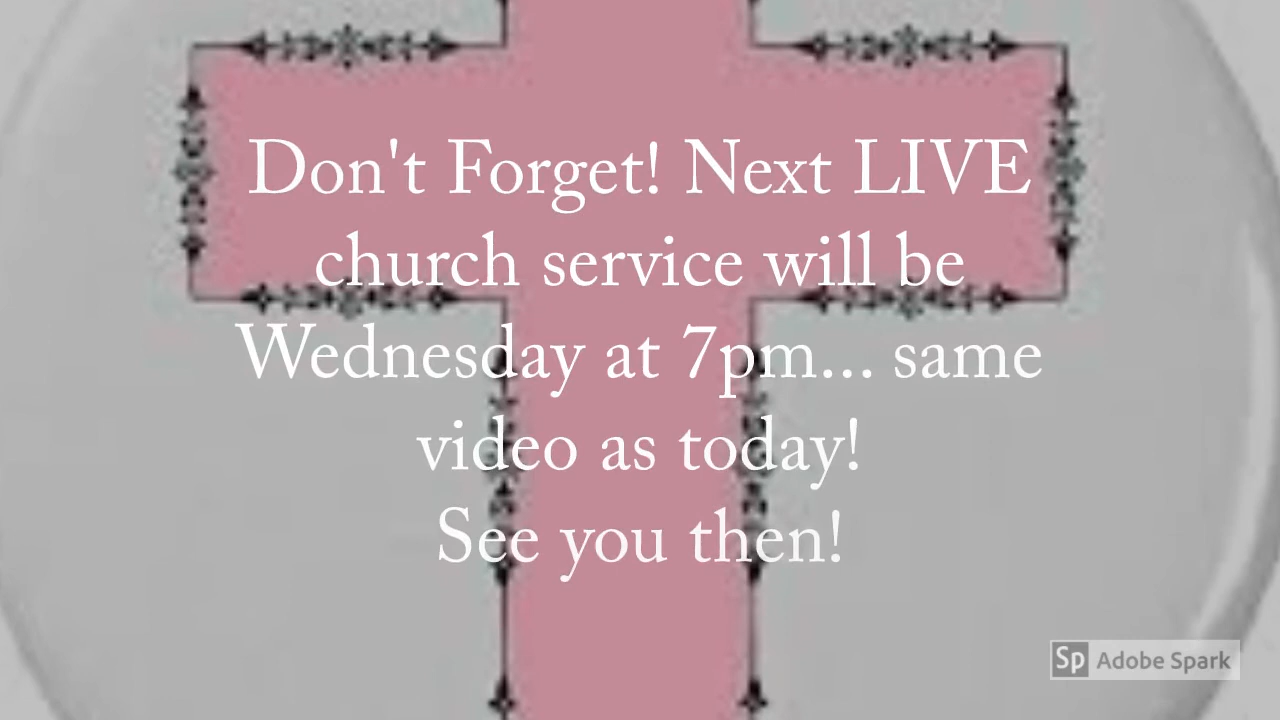 Don't Forget! Next LIVE
church service will be
Wednesday at 7pm... same
video as today!
See you then!
Sp Adobe Spark